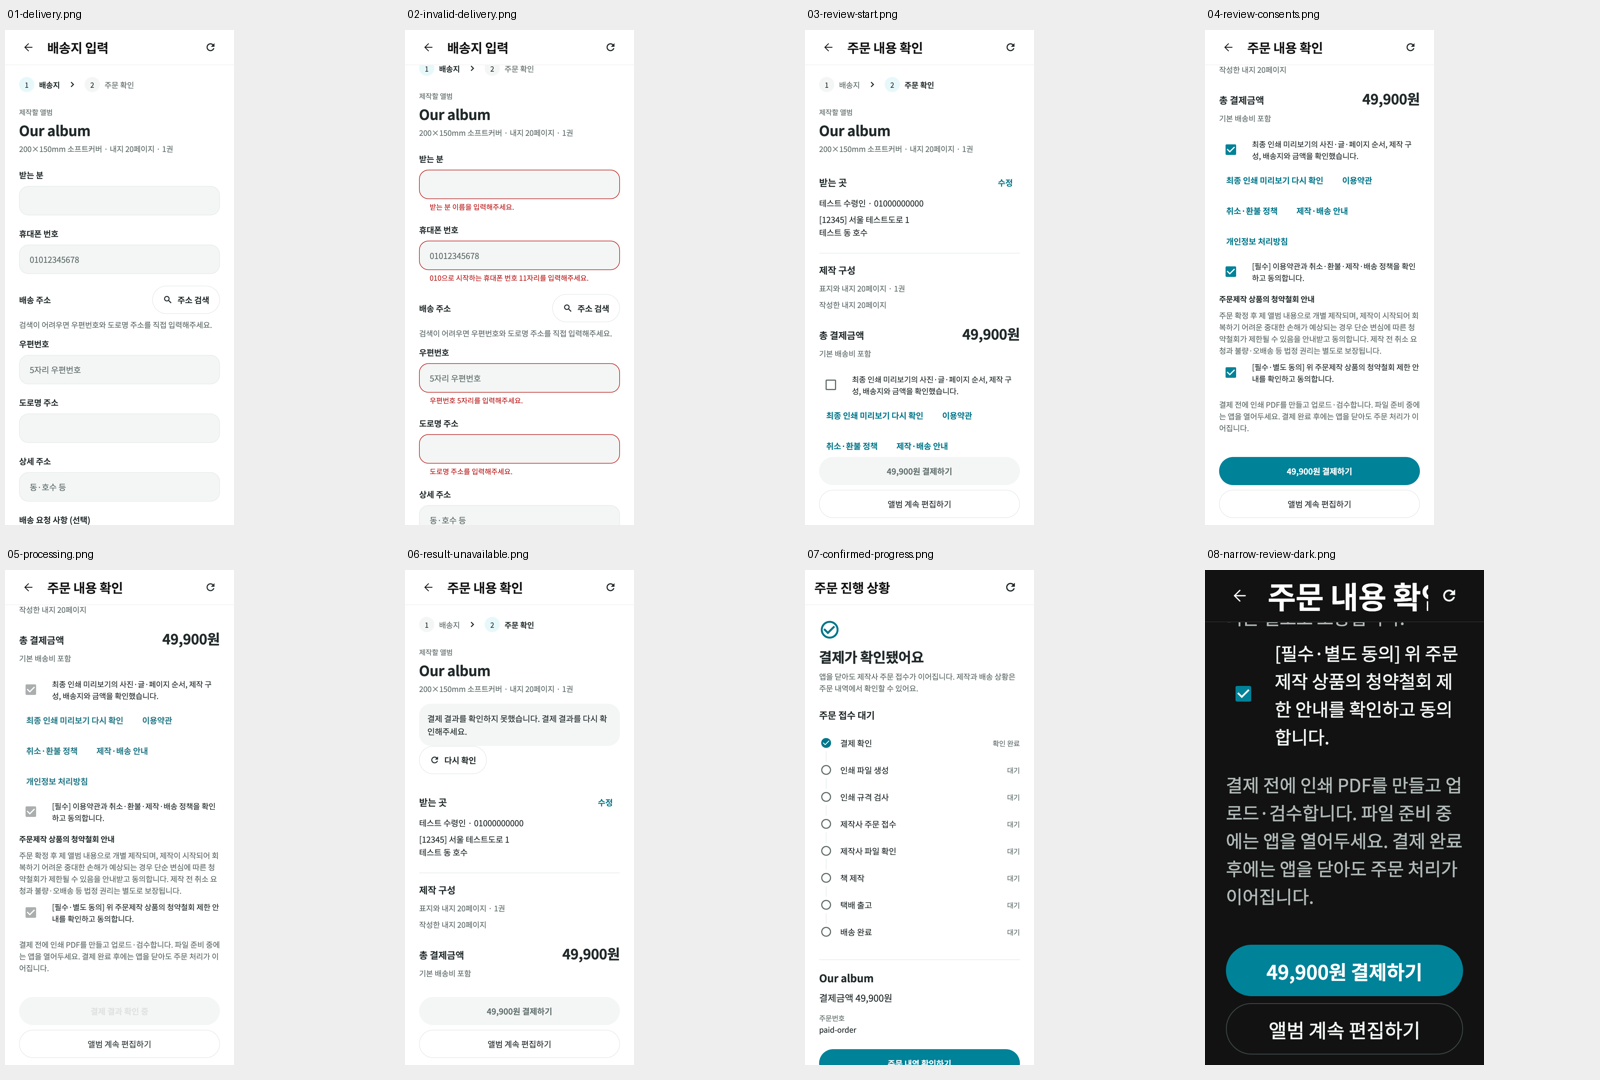 01-delivery.png
배송지 입력
1 배송지 2 주문 확인
제작할 앨범
Our album
200×150mm 소프트커버 · 내지 20페이지 · 1권
받는 분
휴대폰 번호
01012345678
배송 주소
주소 검색
검색이 어려우면 우편번호와 도로명 주소를 직접 입력해주세요.
우편번호
5자리 우편번호
도로명 주소
상세 주소
동·호수 등
배송 요청 사항 (선택)
02-invalid-delivery.png
배송지 입력
1 배송지 2 주문 확인
제작할 앨범
Our album
200×150mm 소프트커버 · 내지 20페이지 · 1권
받는 분
받는 분 이름을 입력해주세요.
휴대폰 번호
01012345678
010으로 시작하는 휴대폰 번호 11자리를 입력해주세요.
배송 주소
주소 검색
검색이 어려우면 우편번호와 도로명 주소를 직접 입력해주세요.
우편번호
5자리 우편번호
우편번호 5자리를 입력해주세요.
도로명 주소
도로명 주소를 입력해주세요.
상세 주소
동·호수 등
03-review-start.png
주문 내용 확인
1 배송지 2 주문 확인
제작할 앨범
Our album
200×150mm 소프트커버 · 내지 20페이지 · 1권
받는 곳
수정
테스트 수령인 · 01000000000
[12345] 서울 테스트도로 1
테스트 동 호수
제작 구성
표지와 내지 20페이지 · 1권
작성한 내지 20페이지
총 결제금액
49,900원
기본 배송비 포함
최종 인쇄 미리보기의 사진·글·페이지 순서, 제작 구
성, 배송지와 금액을 확인했습니다.
최종 인쇄 미리보기 다시 확인 이용약관
취소·환불 정책 제작·배송 안내
49,900원 결제하기
앨범 계속 편집하기
04-review-consents.png
주문 내용 확인
작성한 내지 20페이지
총 결제금액
49,900원
기본 배송비 포함
최종 인쇄 미리보기의 사진·글·페이지 순서, 제작 구
성, 배송지와 금액을 확인했습니다.
최종 인쇄 미리보기 다시 확인 이용약관
취소·환불 정책 제작·배송 안내
개인정보 처리방침
[필수] 이용약관과 취소·환불·제작·배송 정책을 확인
하고 동의합니다.
주문제작 상품의 청약철회 안내
주문 확정 후 제 앨범 내용으로 개별 제작되며, 제작이 시작되어 회
복하기 어려운 중대한 손해가 예상되는 경우 단순 변심에 따른 청
약철회가 제한될 수 있음을 안내받고 동의합니다. 제작 전 취소 요
청과 불량·오배송 등 법정 권리는 별도로 보장됩니다.
[필수·별도 동의] 위 주문제작 상품의 청약철회 제한 안
내를 확인하고 동의합니다.
결제 전에 인쇄 PDF를 만들고 업로드·검수합니다. 파일 준비 중에
는 앱을 열어두세요. 결제 완료 후에는 앱을 닫아도 주문 처리가 이
어집니다.
49,900원 결제하기
앨범 계속 편집하기
05-processing.png
주문 내용 확인
작성한 내지 20페이지
총 결제금액
49,900원
기본 배송비 포함
최종 인쇄 미리보기의 사진·글·페이지 순서, 제작 구
성, 배송지와 금액을 확인했습니다.
최종 인쇄 미리보기 다시 확인 이용약관
취소·환불 정책 제작·배송 안내
개인정보 처리방침
[필수] 이용약관과 취소·환불·제작·배송 정책을 확인
하고 동의합니다.
주문제작 상품의 청약철회 안내
주문 확정 후 제 앨범 내용으로 개별 제작되며, 제작이 시작되어 회
복하기 어려운 중대한 손해가 예상되는 경우 단순 변심에 따른 청
약철회가 제한될 수 있음을 안내받고 동의합니다. 제작 전 취소 요
청과 불량·오배송 등 법정 권리는 별도로 보장됩니다.
[필수·별도 동의] 위 주문제작 상품의 청약철회 제한 안
내를 확인하고 동의합니다.
결제 전에 인쇄 PDF를 만들고 업로드·검수합니다. 파일 준비 중에
는 앱을 열어두세요. 결제 완료 후에는 앱을 닫아도 주문 처리가 이
어집니다.
결제 결과 확인 중
앨범 계속 편집하기
06-result-unavailable.png
주문 내용 확인
1 배송지 2 주문 확인
제작할 앨범
Our album
200×150mm 소프트커버 · 내지 20페이지 · 1권
결제 결과를 확인하지 못했습니다. 결제 결과를 다시 확
인해주세요.
다시 확인
받는 곳
수정
테스트 수령인 · 01000000000
[12345] 서울 테스트도로 1
테스트 동 호수
제작 구성
표지와 내지 20페이지 · 1권
작성한 내지 20페이지
총 결제금액
49,900원
기본 배송비 포함
49,900원 결제하기
앨범 계속 편집하기
07-confirmed-progress.png
주문 진행 상황
결제가 확인됐어요
앱을 닫아도 제작사 주문 접수가 이어집니다. 제작과 배송 상황은
주문 내역에서 확인할 수 있어요.
주문 접수 대기
결제 확인 확인 완료
인쇄 파일 생성 대기
인쇄 규격 검사 대기
제작사 주문 접수 대기
제작사 파일 확인 대기
책 제작 대기
택배 출고 대기
배송 완료 대기
Our album
결제금액 49,900원
주문번호
paid-order
주문 내역 확인하기
08-narrow-review-dark.png
주문 내용 확
[필수·별도 동의] 위 주문
제작 상품의 청약철회 제
한 안내를 확인하고 동의
합니다.
결제 전에 인쇄 PDF를 만들고 업
로드·검수합니다. 파일 준비 중
에는 앱을 열어두세요. 결제 완료
후에는 앱을 닫아도 주문 처리가
이어집니다.
49,900원 결제하기
앨범 계속 편집하기